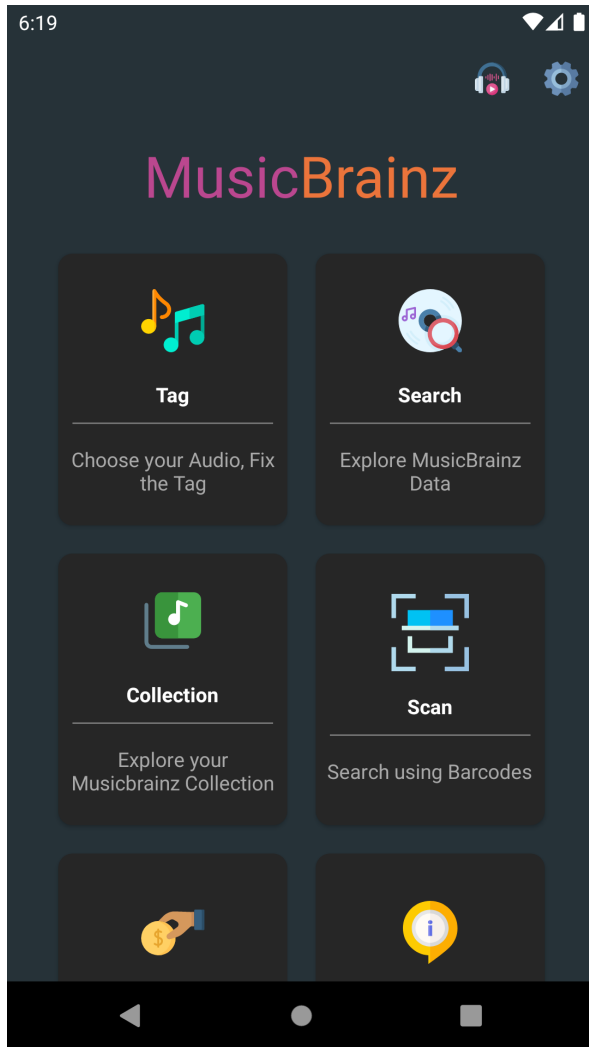 6:19
MusicBrainz
Tag
Choose your Audio, Fix
the Tag
Search
Explore MusicBrainz
Data
Collection
Explore your
Musicbrainz Collection
Scan
Search using Barcodes
$
i